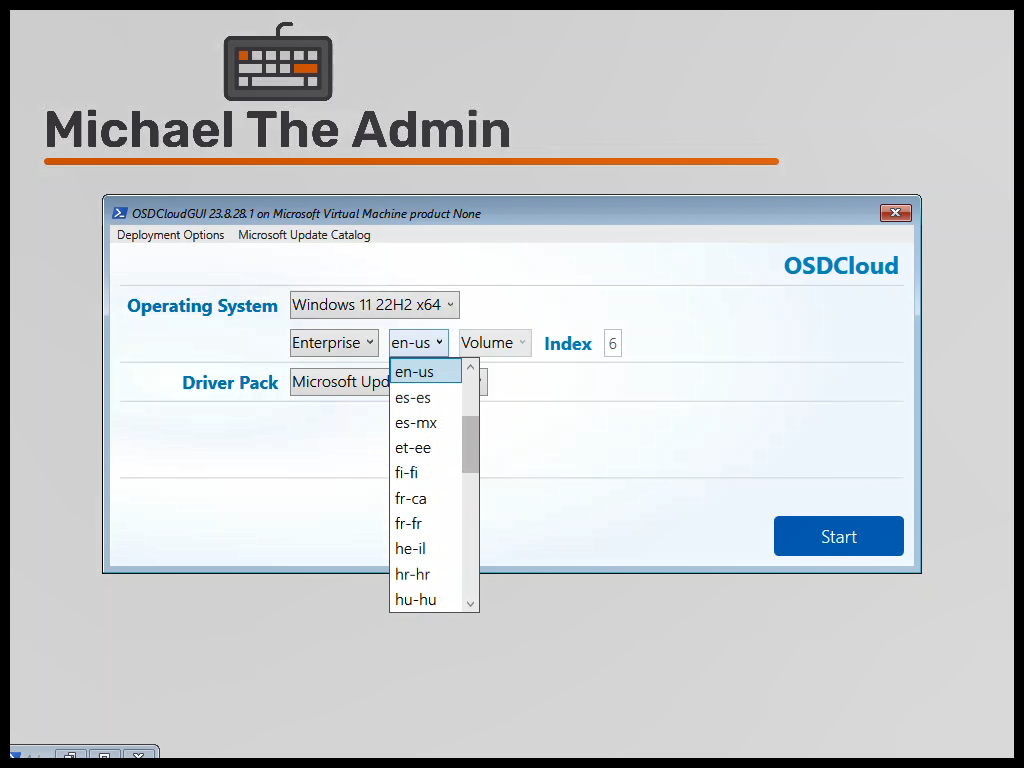 Michael The Admin
OSDCloudGUI 23.8.28.1 on Microsoft Virtual Machine product None
Deployment Options Microsoft Update Catalog
OSDCloud
Operating System Windows 11 22H2 x64
Enterprise en-us Volume Index 6
Driver Pack Microsoft Upd
en-us
es-es
es-mx
et-ee
fi-fi
fr-ca
fr-fr
he-il
hr-hr
hu-hu
Start